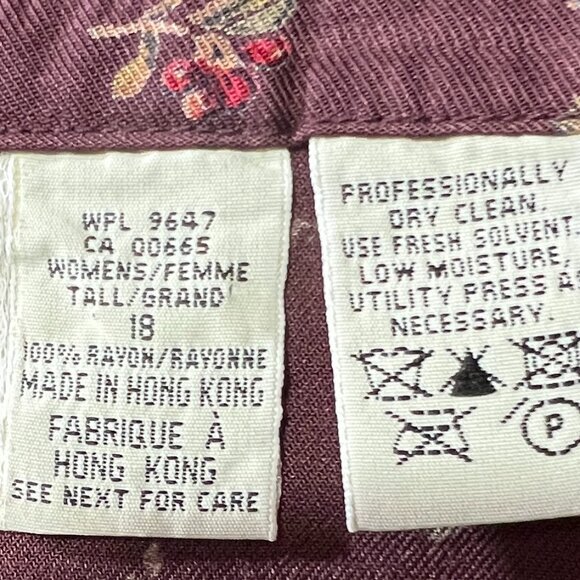 WPL 9647
CA 00665
WOMENS/FEMME
TALL/GRAND
18
100% RAYON/RAYONNE
MADE IN HONG KONG
FABRIQUE À
HONG KONG
SEE NEXT FOR CARE
PROFESSIONALLY
DRY CLEAN.
USE FRESH SOLVENT.
LOW MOISTURE,
UTILITY PRESS
NECESSARY.
P